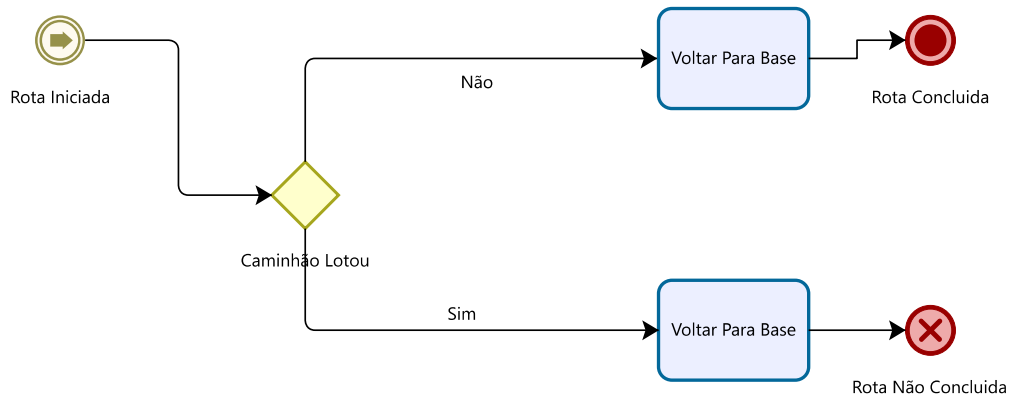 Rota Iniciada
Não
Voltar Para Base
Rota Concluida
Caminhão Lotou
Sim
Voltar Para Base
Rota Não Concluida